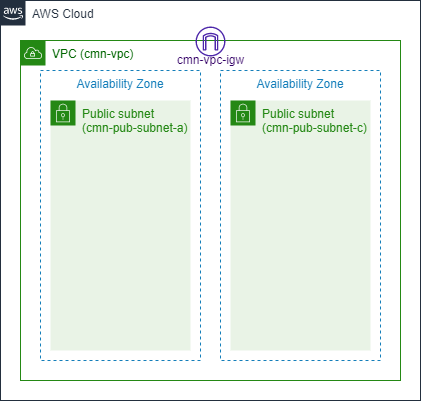 aws
AWS Cloud
VPC (cmn-vpc)
cmn-vpc-igw
Availability Zone
Availability Zone
Public subnet
(cmn-pub-subnet-a)
Public subnet
(cmn-pub-subnet-c)